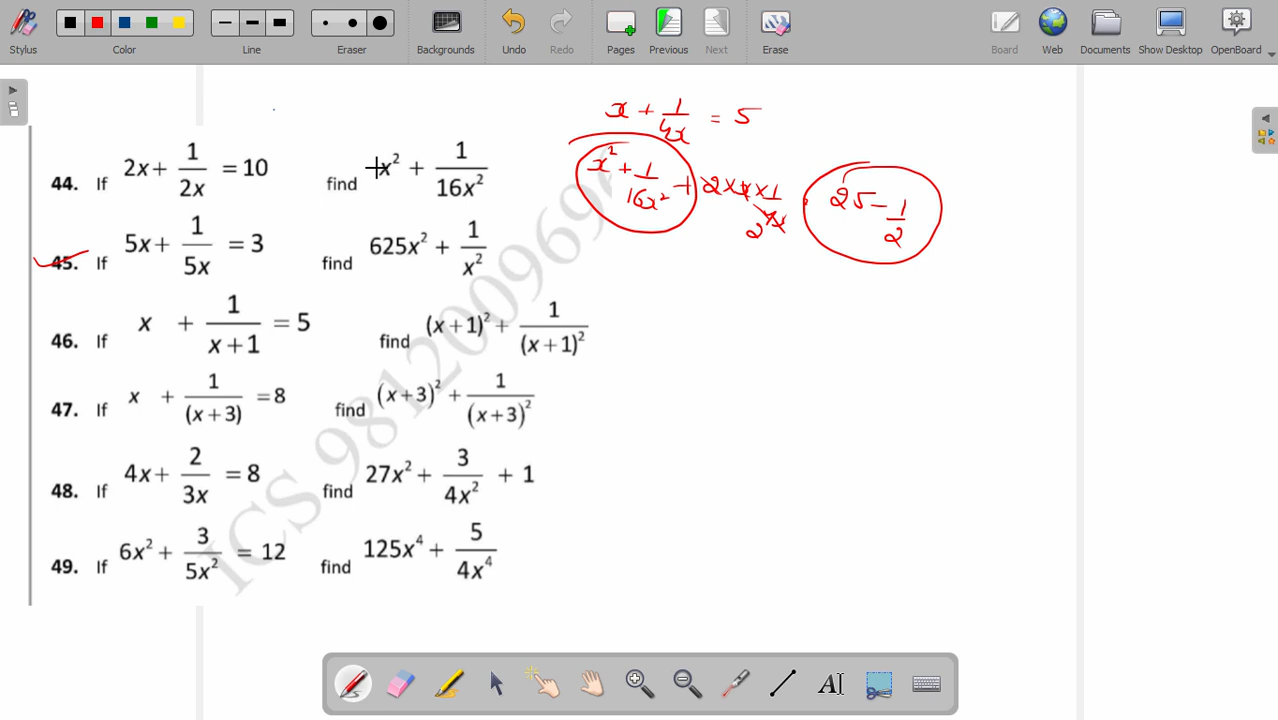 Stylus Color Line Eraser Backgrounds Undo Redo Pages Previous Next Erase Board Web Documents Show Desktop OpenBoard
x + 1/4x = 5
x² + 1/16x² + 2 × x × 1/4x 2 25 - 1/2
44. If 2x + 1/2x = 10 find x² + 1/16x²
45. If 5x + 1/5x = 3 find 625x² + 1/x²
46. If x + 1/x+1 = 5 find (x+1)² + 1/(x+1)²
47. If x + 1/(x+3) = 8 find (x+3)² + 1/(x+3)²
48. If 4x + 2/3x = 8 find 27x² + 3/4x² + 1
49. If 6x² + 3/5x² = 12 find 125x⁴ + 5/4x⁴